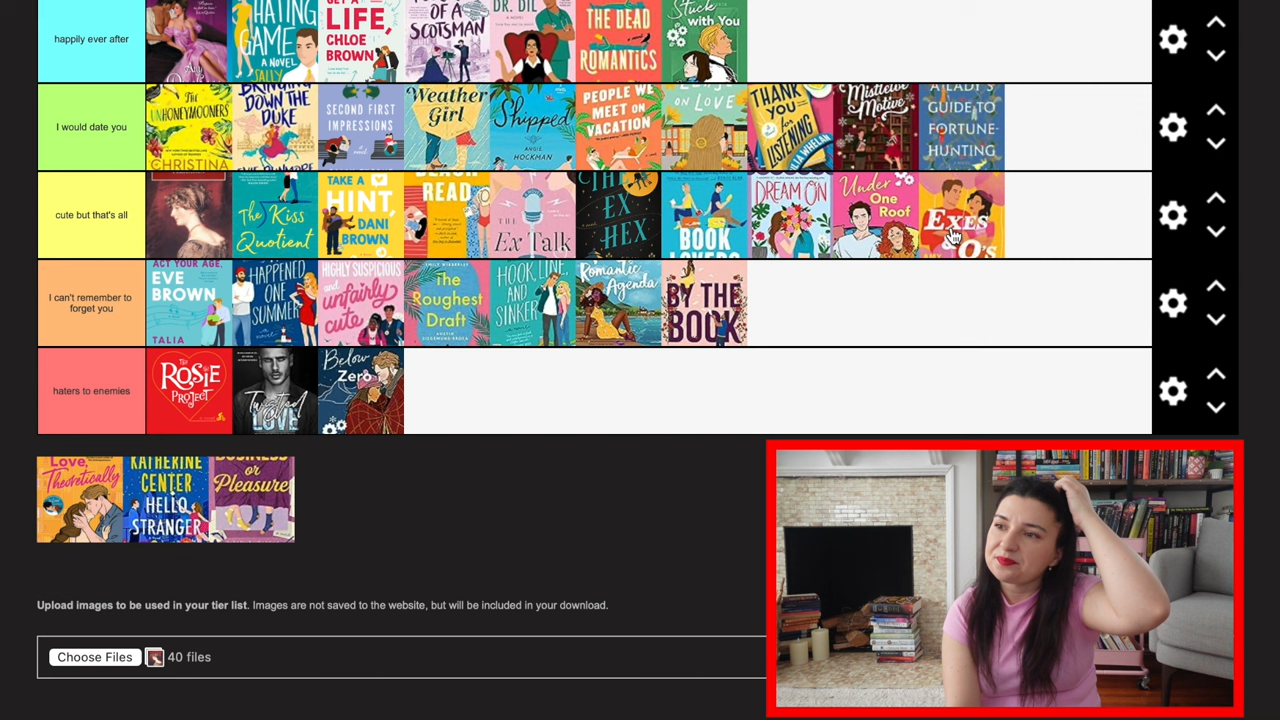 happily ever after
HATING
GAME
A NOVEL
SALLY
LIFE,
CHLOE
BROWN
OF A
SCOTSMAN
DR. DIL
A NOVEL
THE DEAD
ROMANTICS
Stuck
with You
I would date you
THE
UNHONEYMOONERS
CHRISTINA
BRINGING
DOWN THE
DUKE
SECOND FIRST
IMPRESSIONS
Weather
Girl
Shipped
ANGIE
HOCKMAN
PEOPLE WE
MEET ON
VACATION
ON LOVE
THANK
YOU
for
LISTENING
JULIA WHELAN
Mistletoe
Motive
A LADY'S
GUIDE TO
FORTUNE-
HUNTING
cute but that's all
The Kiss
Quotient
TAKE A
HINT,
DANI
BROWN
BEACH
READ
THE
Ex Talk
THE
EX
HEX
BOOK
LOVERS
DREAM ON
Under
One
Roof
EXES
& O'S
I can't remember to
forget you
ACT YOUR AGE,
EVE
BROWN
TALIA
HAPPENED
ONE
SUMMER
HIGHLY SUSPICIOUS
and
unfairly
cute
The
Roughest
Draft
HOOK, LINE,
AND
SINKER
Romantic
Agenda
BY THE
BOOK
haters to enemies
THE
ROSIE
PROJECT
Twisted
LOVE
Below
Zero
Love,
Theoretically
KATHERINE
CENTER
HELLO
STRANGER
BUSINESS
or
Pleasure
Upload images to be used in your tier list. Images are not saved to the website, but will be included in your download.
Choose Files 40 files